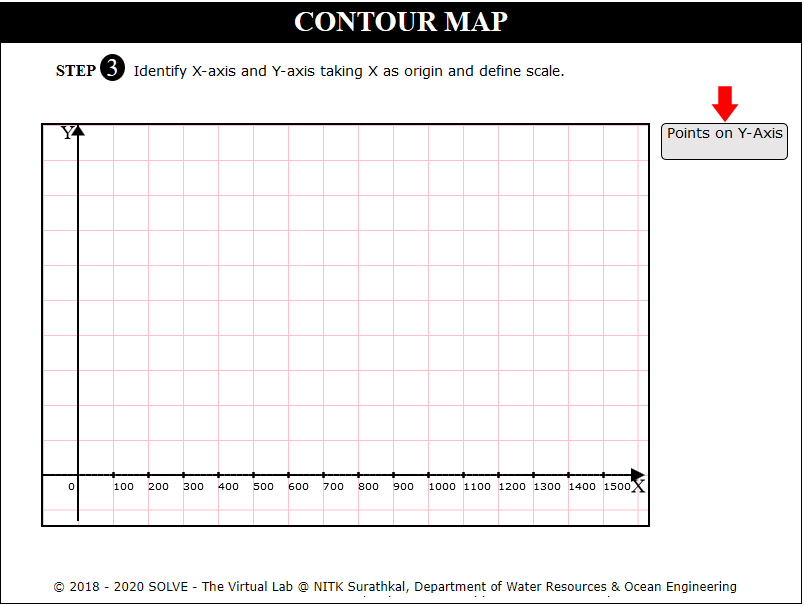 CONTOUR MAP
STEP 3 Identify X-axis and Y-axis taking X as origin and define scale.
Points on Y-Axis
Y
0 100 200 300 400 500 600 700 800 900 1000 1100 1200 1300 1400 1500 X
© 2018 - 2020 SOLVE - The Virtual Lab @ NITK Surathkal, Department of Water Resources & Ocean Engineering